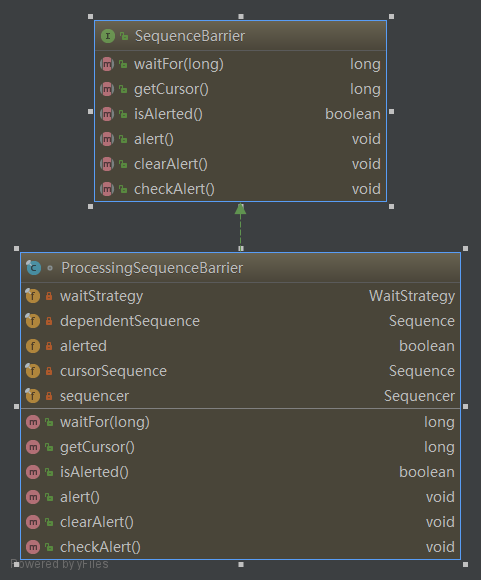 I SequenceBarrier
m waitFor(long) long
m getCursor() long
m isAlerted() boolean
m alert() void
m clearAlert() void
m checkAlert() void
C ProcessingSequenceBarrier
f waitStrategy WaitStrategy
f dependentSequence Sequence
f alerted boolean
f cursorSequence Sequence
f sequencer Sequencer
m waitFor(long) long
m getCursor() long
m isAlerted() boolean
m alert() void
m clearAlert() void
m checkAlert() void
Powered by yFiles